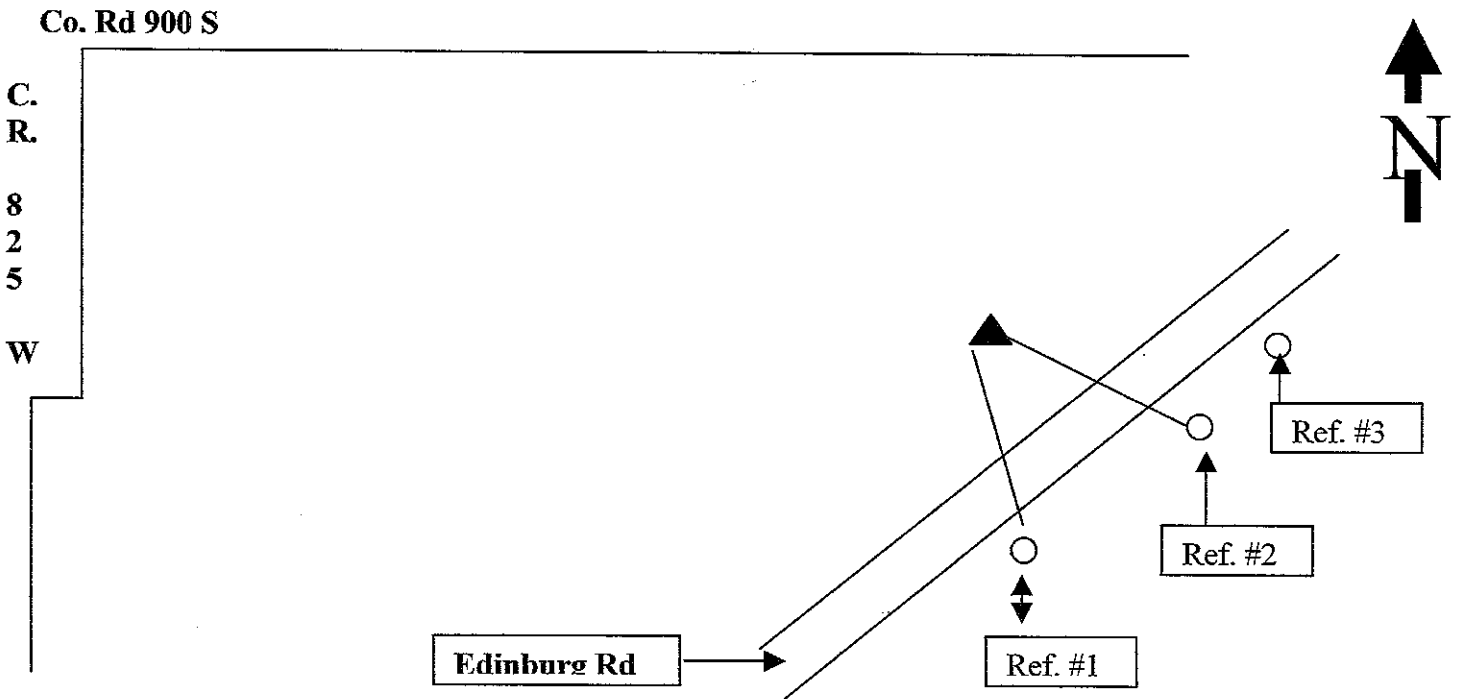 Co. Rd 900 S
C.
R.
8
2
5
W
N
Ref. #3
Ref. #2
Edinburg Rd
Ref. #1